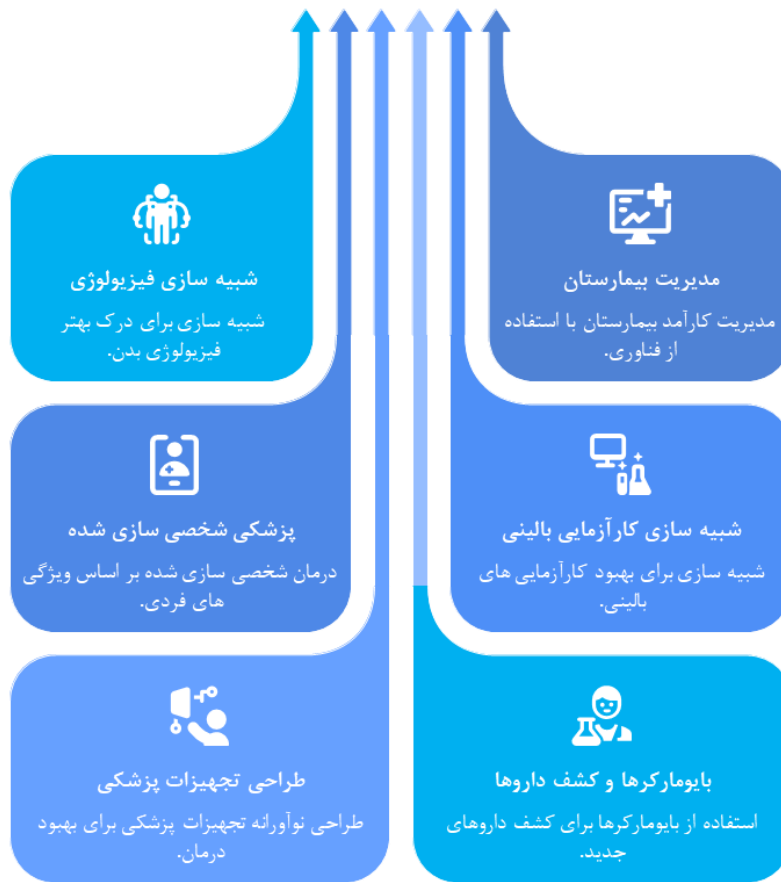 مدیریت بیمارستان
مدیریت کارآمد بیمارستان با استفاده
از فناوری.
شبیه سازی فیزیولوژی
شبیه سازی برای درک بهتر
فیزیولوژی بدن.
شبیه سازی کارآزمایی بالینی
شبیه سازی برای بهبود کارآزمایی های
بالینی.
پزشکی شخصی سازی شده
درمان شخصی سازی شده بر اساس ویژگی
های فردی.
بایومارکرها و کشف داروها
استفاده از بایومارکرها برای کشف داروهای
جدید.
طراحی تجهیزات پزشکی
طراحی نوآورانه تجهیزات پزشکی برای بهبود
درمان.